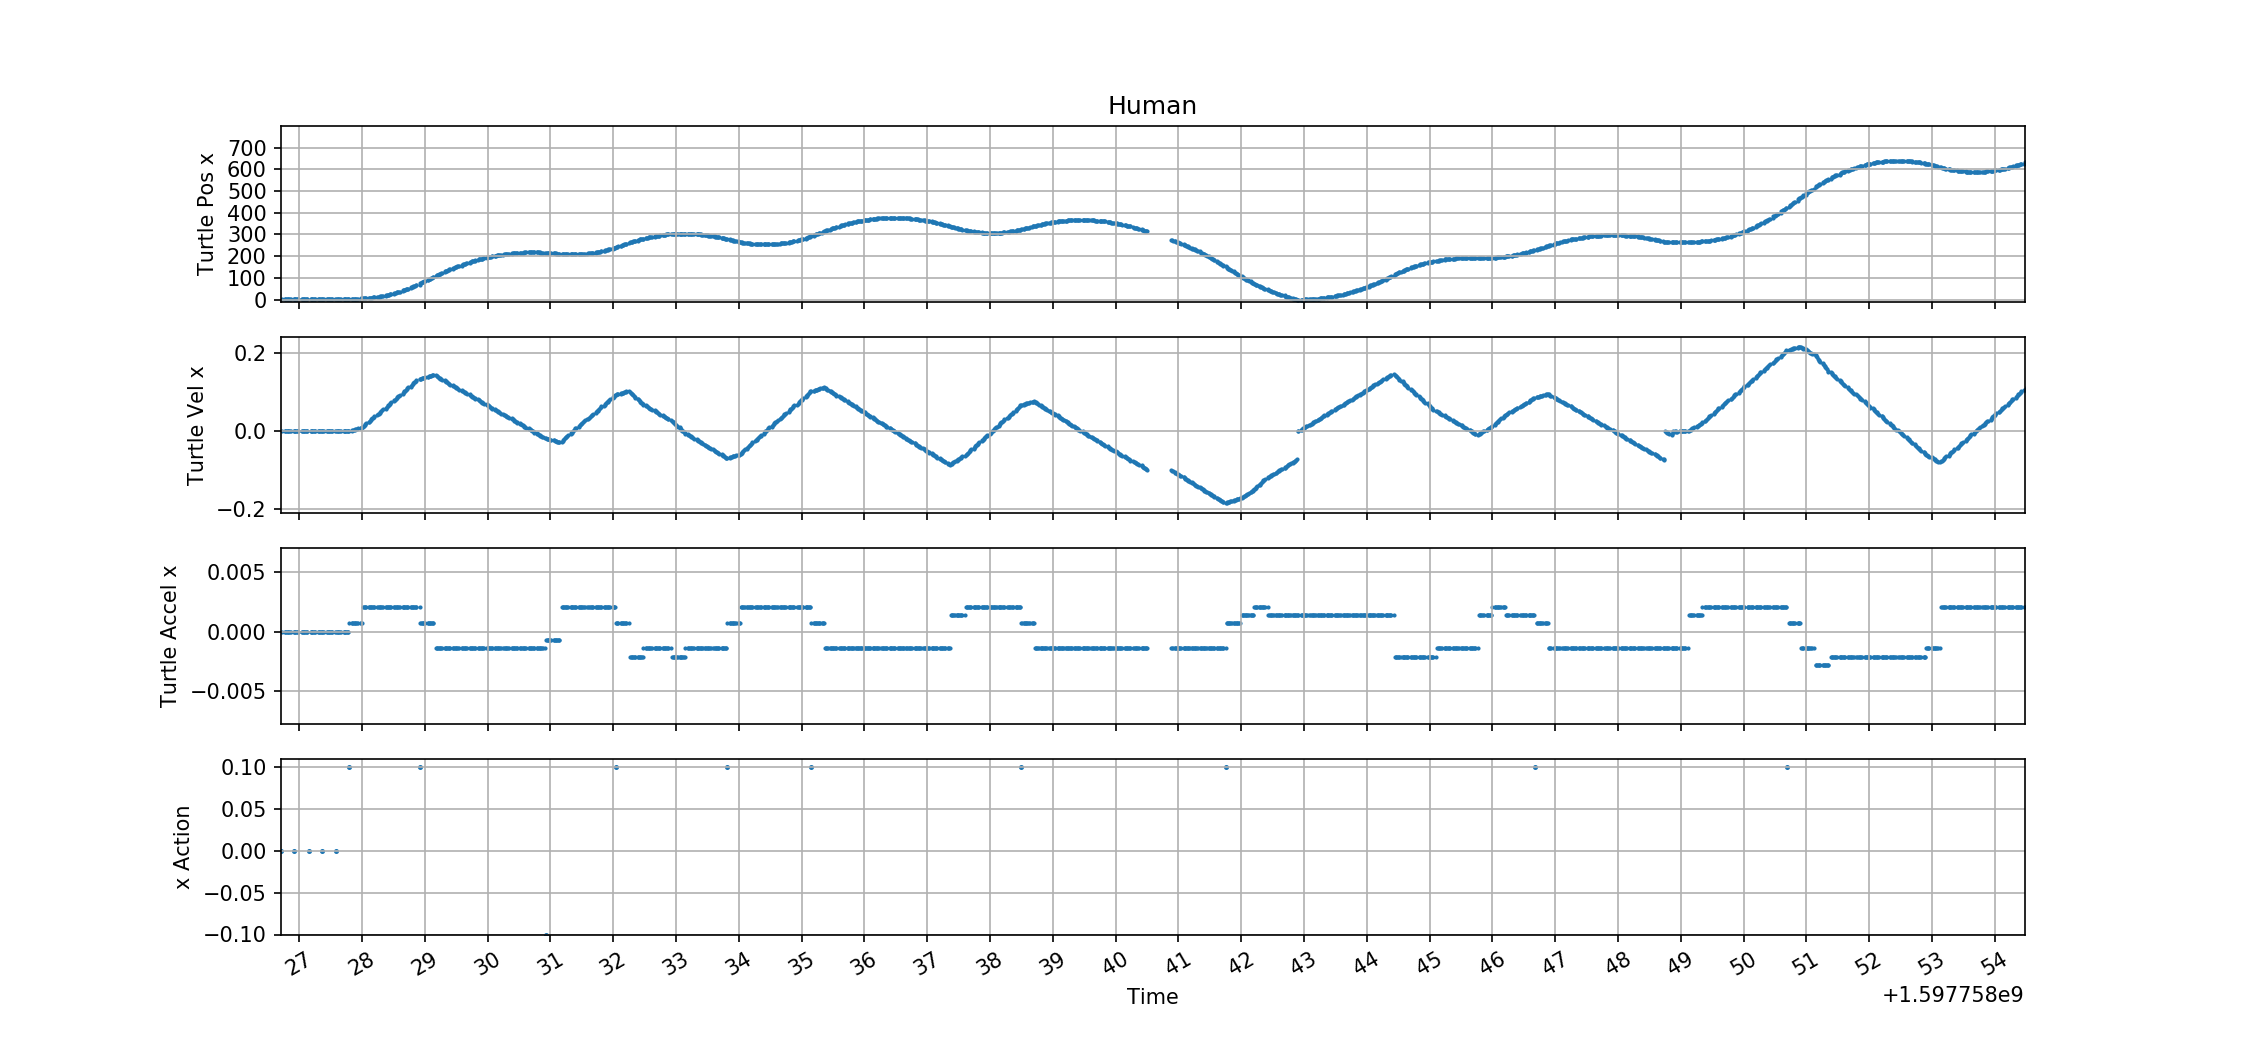 Human
Turtle Pos x
700
600
500
400
300
200
100
0
Turtle Vel x
0.2
0.0
−0.2
Turtle Accel x
0.005
0.000
−0.005
x Action
0.10
0.05
0.00
−0.05
−0.10
27 28 29 30 31 32 33 34 35 36 37 38 39 40 41 42 43 44 45 46 47 48 49 50 51 52 53 54
Time
+1.597758e9